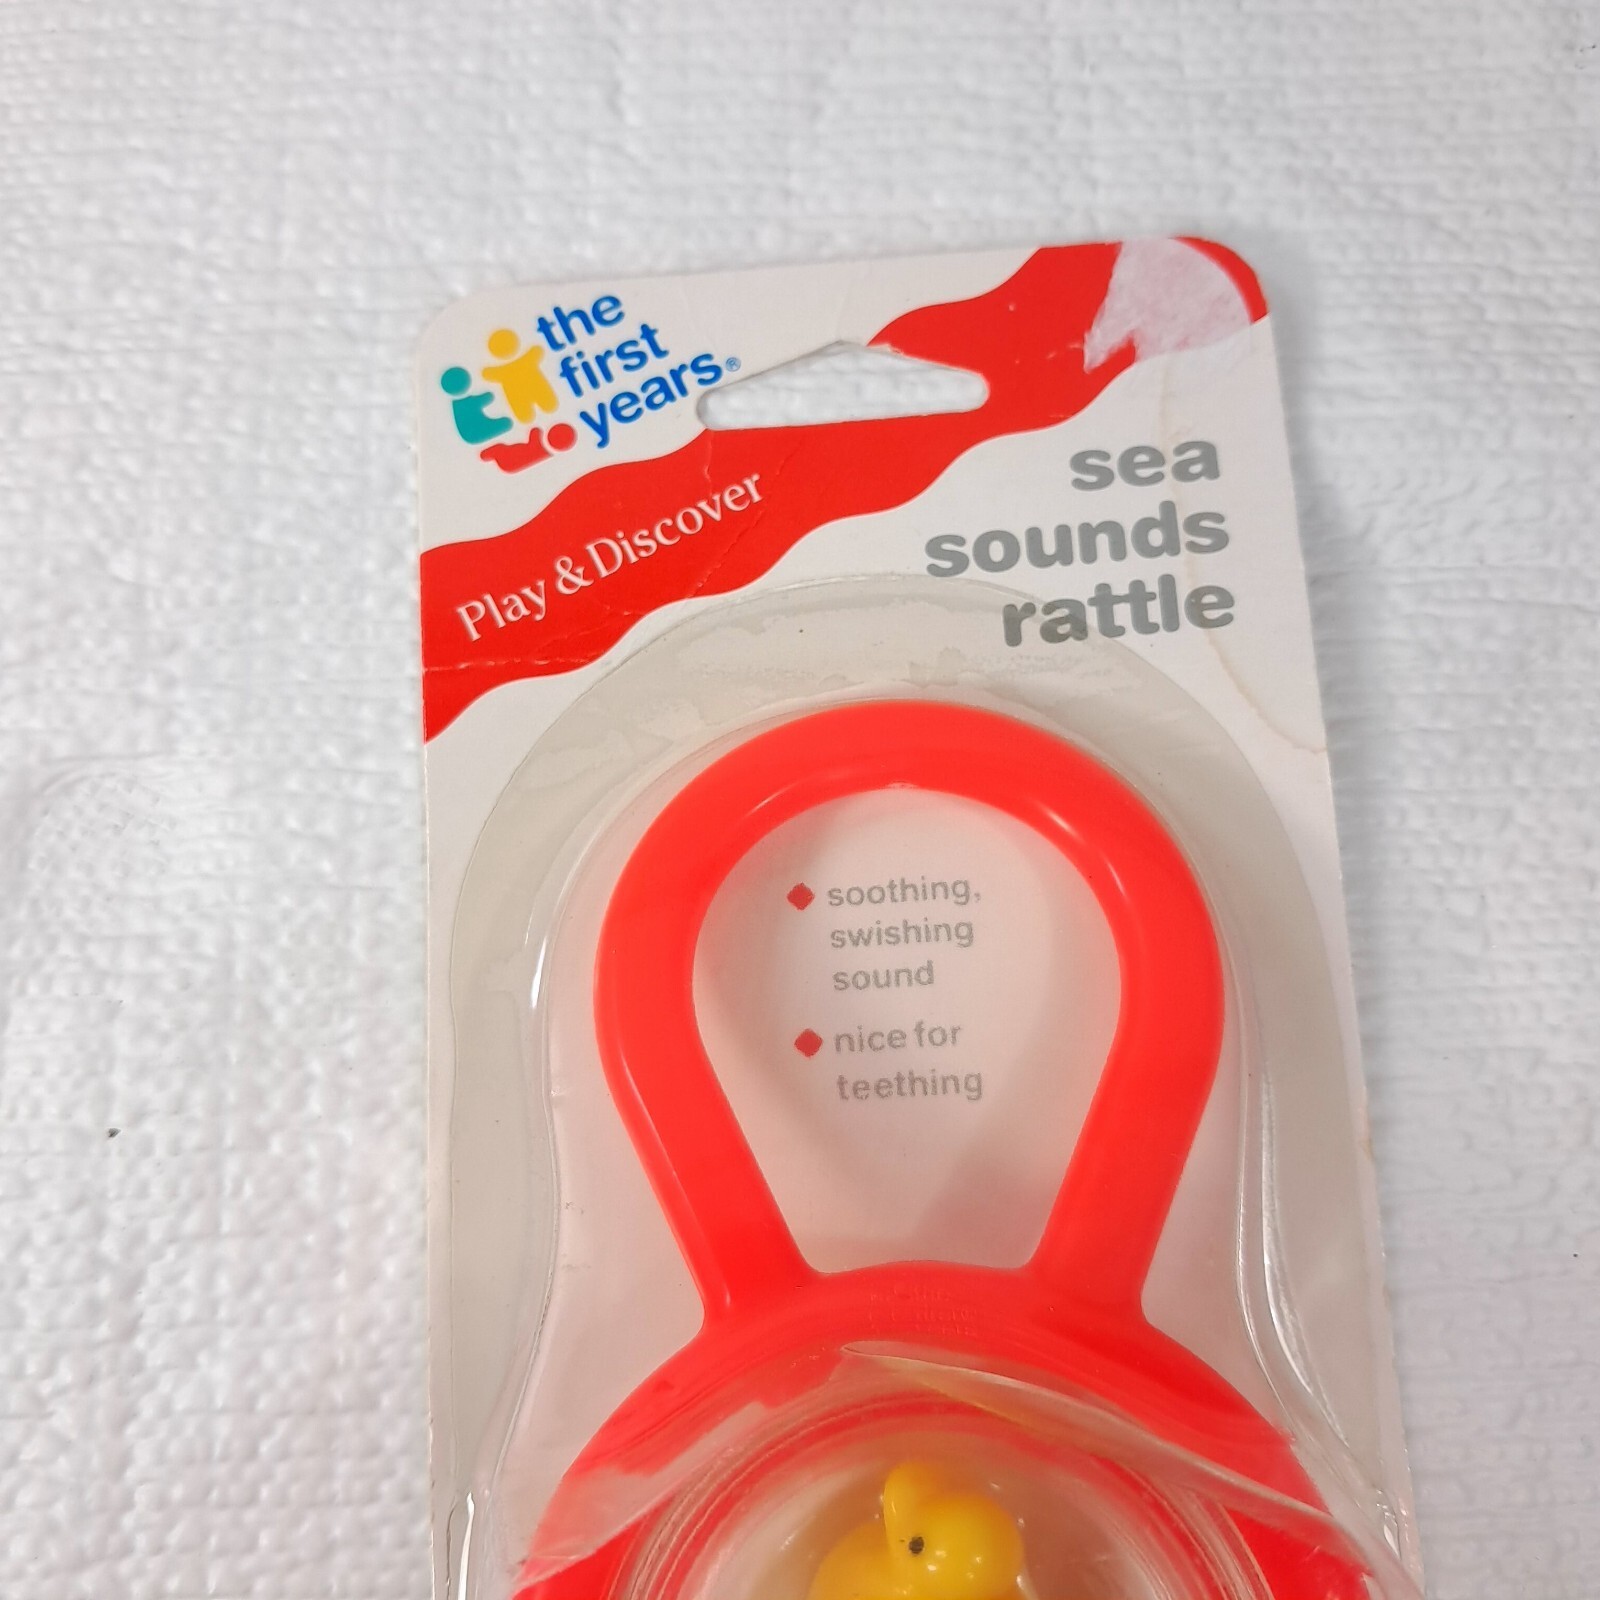 the
first
years®
Play & Discover
sea
sounds
rattle
soothing,
swishing
sound
nice for
teething